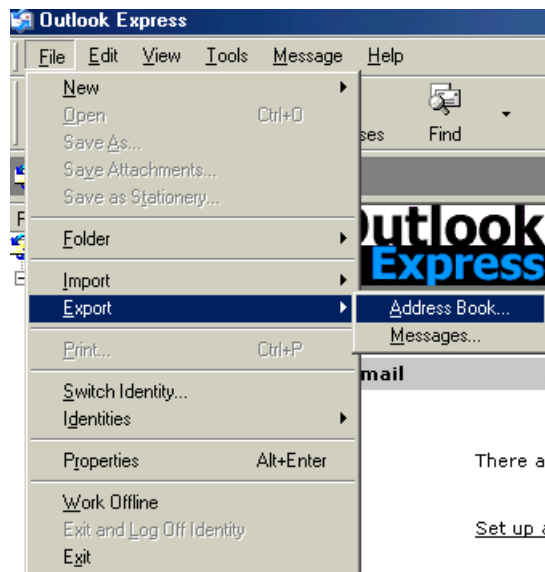 Outlook Express
File Edit View Tools Message Help
New
Open Ctrl+O
Save As...
Save Attachments...
Save as Stationery...
Find
Folder
Import
Export
Address Book...
Messages...
Print... Ctrl+P
Switch Identity...
Identities
Properties Alt+Enter
Work Offline
Exit and Log Off Identity
Exit
Outlook
Express
mail
There a
Set up a